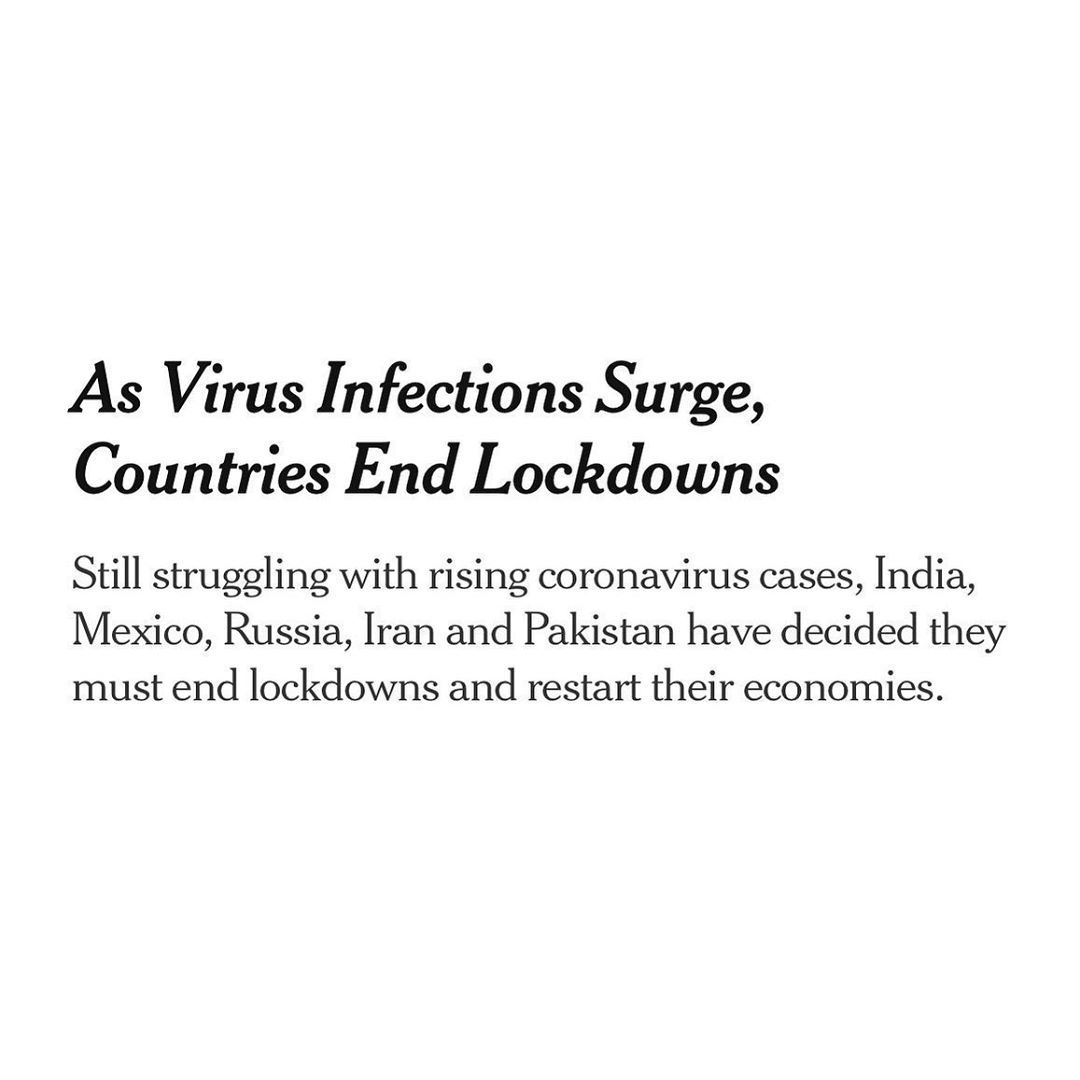 As Virus Infections Surge,
Countries End Lockdowns
Still struggling with rising coronavirus cases, India,
Mexico, Russia, Iran and Pakistan have decided they
must end lockdowns and restart their economies.